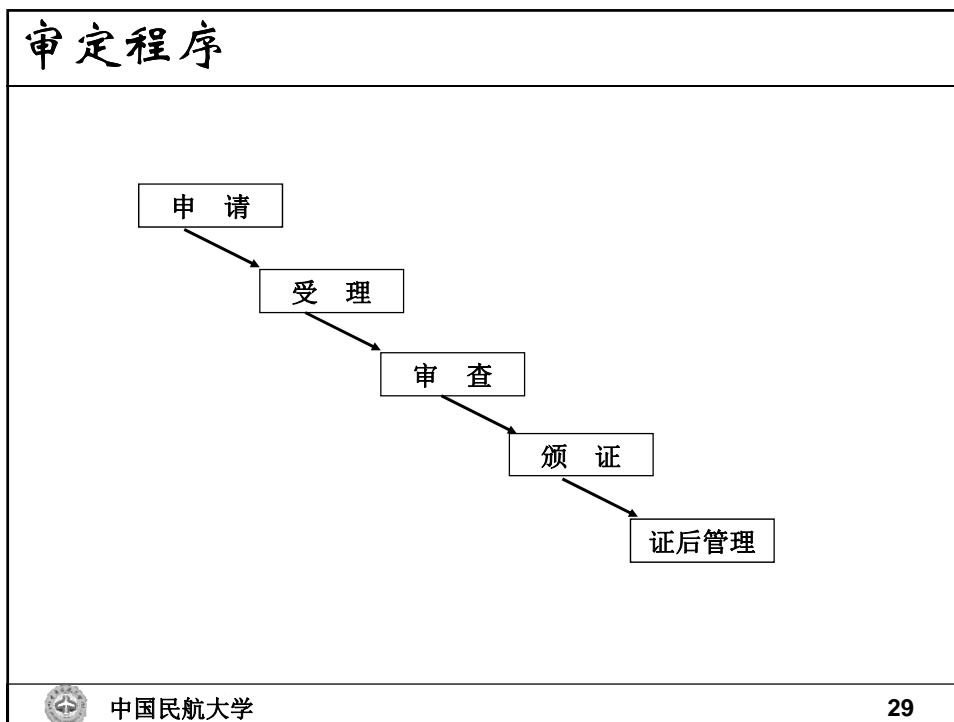 审定程序
申 请
受 理
审 查
颁 证
证后管理
中国民航大学
29